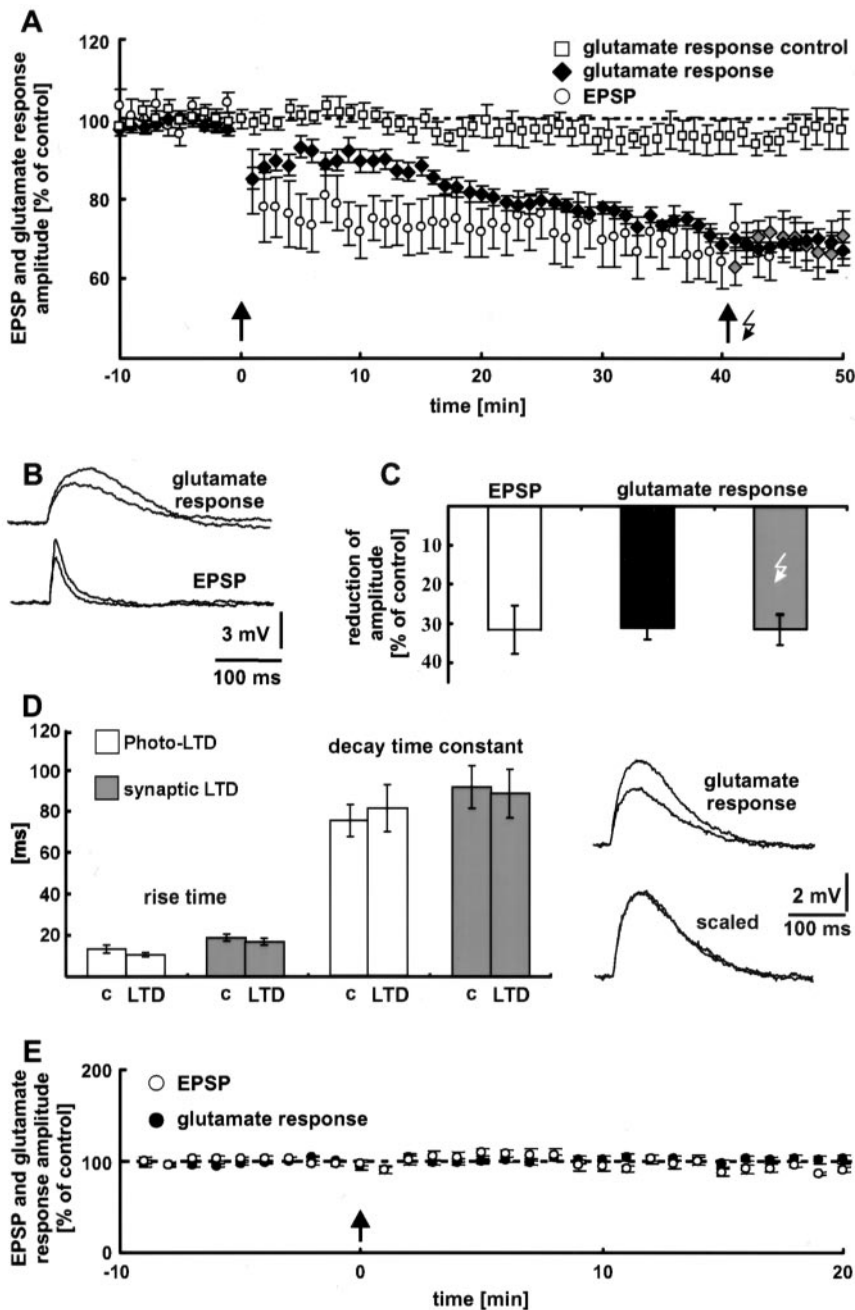 A
EPSP and glutamate response
amplitude [% of control]
120
100
80
60
glutamate response control
glutamate response
EPSP
-10
0
10
20
30
40
50
time [min]
B
glutamate
response
EPSP
3 mV
100 ms
C
EPSP
glutamate response
reduction of
amplitude
[% of control]
10
20
30
40
D
[ms]
120
100
80
60
40
20
Photo-LTD
synaptic LTD
decay time constant
rise time
c LTD c LTD c LTD c LTD
glutamate
response
scaled
2 mV
100 ms
E
EPSP and glutamate
response amplitude
[% of control]
200
100
0
EPSP
glutamate response
-10
0
10
20
time [min]